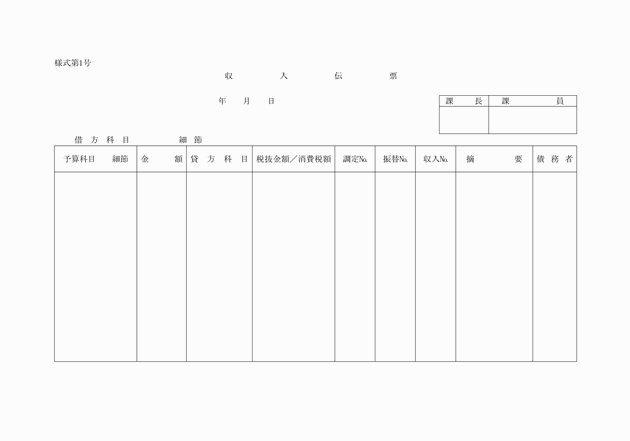 様式第1号
収入伝票
年 月 日
課長 課員
借方科目 細節
予算科目 細節 金額 貸方科目 税抜金額／消費税額 調定№ 振替№ 収入№ 摘要 債務者